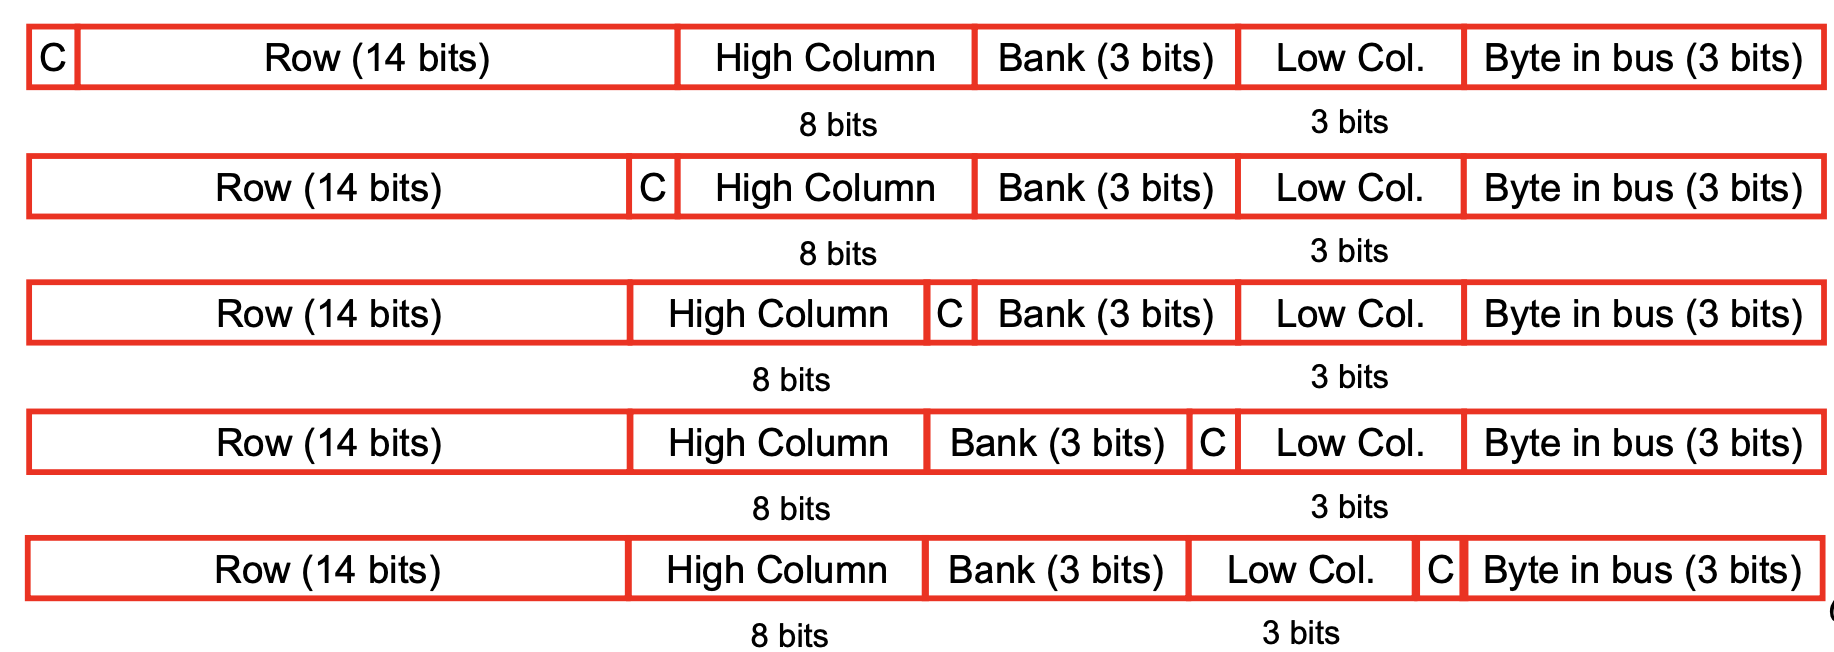 C Row (14 bits) High Column Bank (3 bits) Low Col. Byte in bus (3 bits)
8 bits 3 bits
Row (14 bits) C High Column Bank (3 bits) Low Col. Byte in bus (3 bits)
8 bits 3 bits
Row (14 bits) High Column C Bank (3 bits) Low Col. Byte in bus (3 bits)
8 bits 3 bits
Row (14 bits) High Column Bank (3 bits) C Low Col. Byte in bus (3 bits)
8 bits 3 bits
Row (14 bits) High Column Bank (3 bits) Low Col. C Byte in bus (3 bits)
8 bits 3 bits